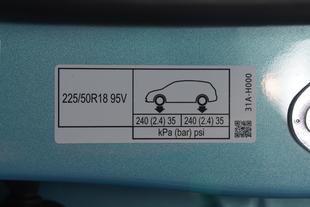 225/50R18 95V
240 (2.4) 35 240 (2.4) 35
kPa (bar) psi
31A-H000